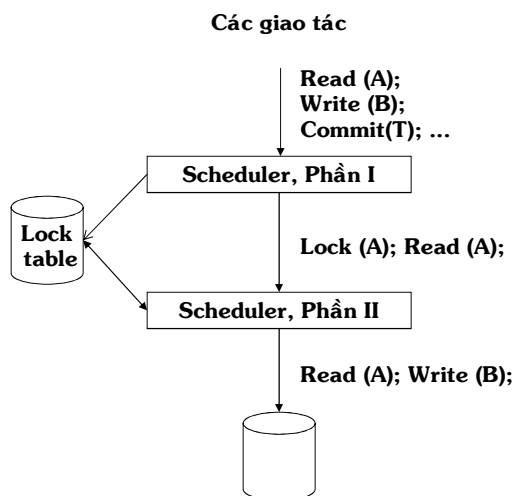 Các giao tác
Read (A);
Write (B);
Commit(T); ...
Scheduler, Phần I
Lock
table
Lock (A); Read (A);
Scheduler, Phần II
Read (A); Write (B);